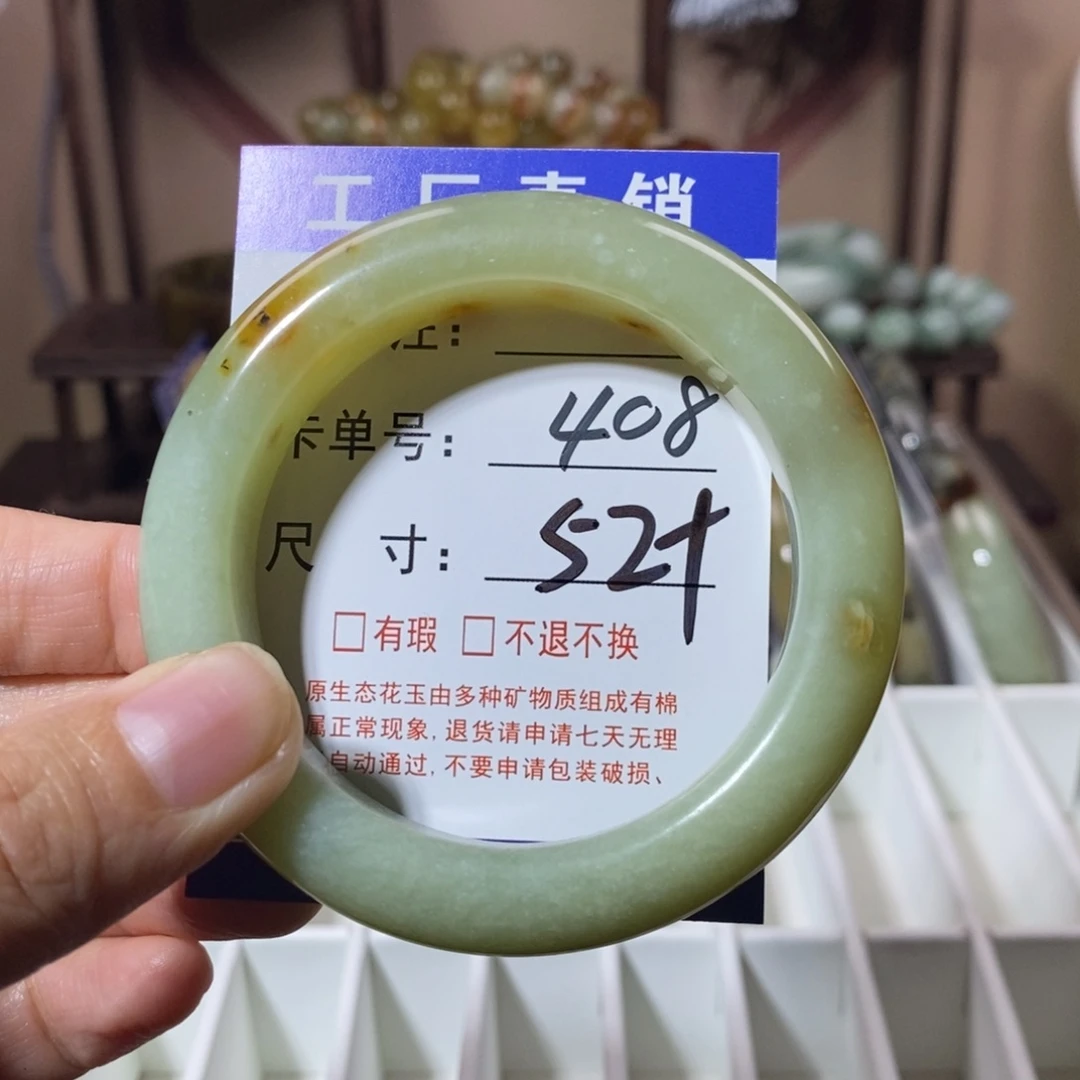 工厂直销
注：
卡单号：408
尺 寸：52+
□有瑕 □不退不换
原生态花玉由多种矿物质组成有棉
属正常现象，退货请申请七天无理
自动通过，不要申请包装破损、